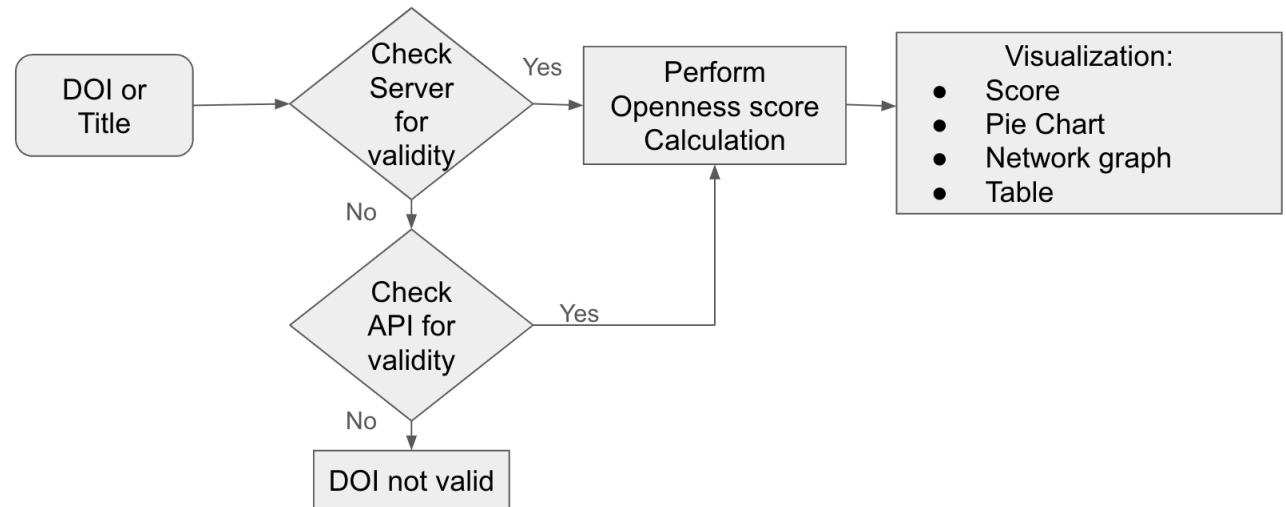 DOI or
Title
Check
Server
for
validity
Yes
Perform
Openness score
Calculation
Visualization:
● Score
● Pie Chart
● Network graph
● Table
No
Check
API for
validity
Yes
No
DOI not valid